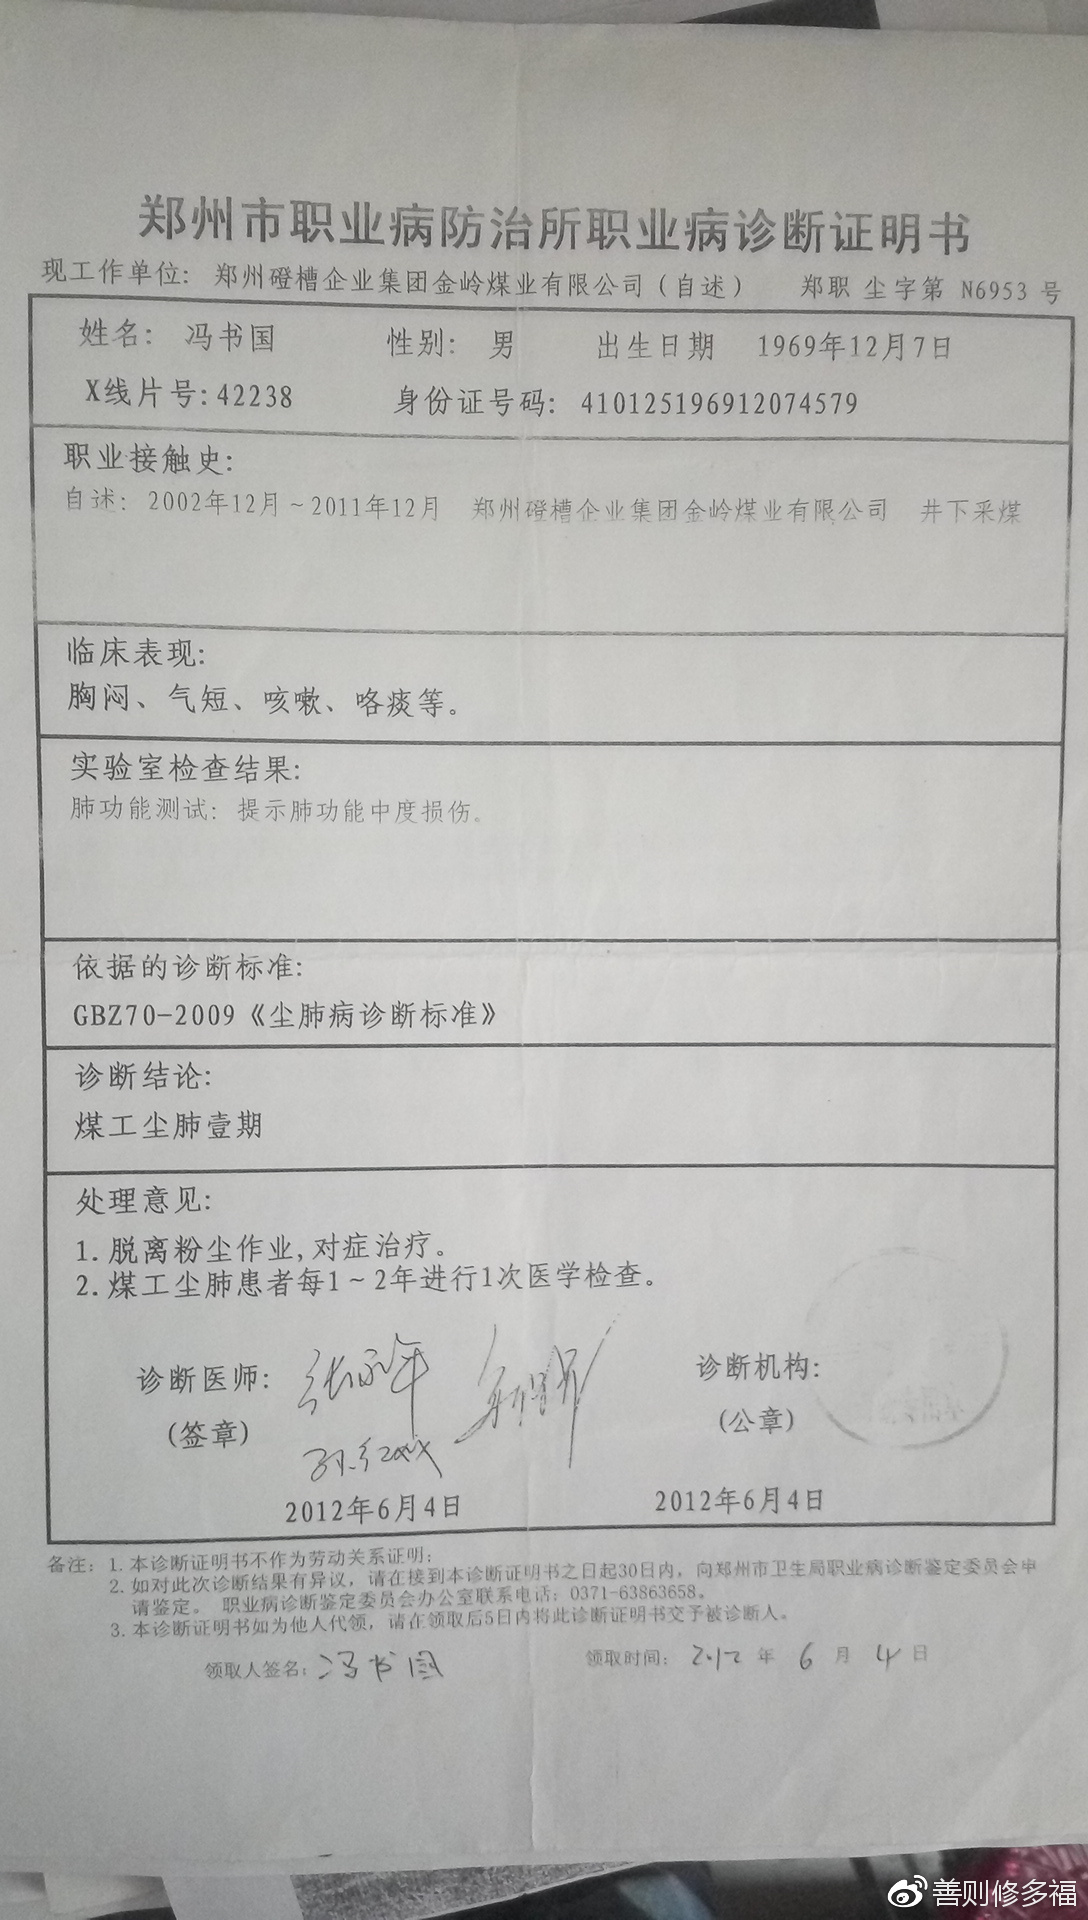 郑州市职业病防治所职业病诊断证明书
现工作单位: 郑州磴槽企业集团金岭煤业有限公司（自述） 郑职 尘字第 N6953 号
姓名: 冯书国 性别: 男 出生日期 1969年12月7日
X线片号:42238 身份证号码: 410125196912074579
职业接触史:
自述: 2002年12月～2011年12月 郑州磴槽企业集团金岭煤业有限公司 井下采煤
临床表现:
胸闷、气短、咳嗽、咯痰等。
实验室检查结果:
肺功能测试: 提示肺功能中度损伤。
依据的诊断标准:
GBZ70-2009《尘肺病诊断标准》
诊断结论:
煤工尘肺壹期
处理意见:
1.脱离粉尘作业,对症治疗。
2.煤工尘肺患者每1～2年进行1次医学检查。
诊断医师: 诊断机构:
(签章) (公章)
2012年6月4日 2012年6月4日
备注: 1. 本诊断证明书不作为劳动关系证明;
2. 如对此次诊断结果有异议，请在接到本诊断证明书之日起30日内，向郑州市卫生局职业病诊断鉴定委员会申
请鉴定。 职业病诊断鉴定委员会办公室联系电话: 0371-63863658。
3. 本诊断证明书如为他人代领，请在领取后5日内将此诊断证明书交予被诊断人。
领取人签名: 冯书国 领取时间: 2012 年 6 月 4 日
善则修多福